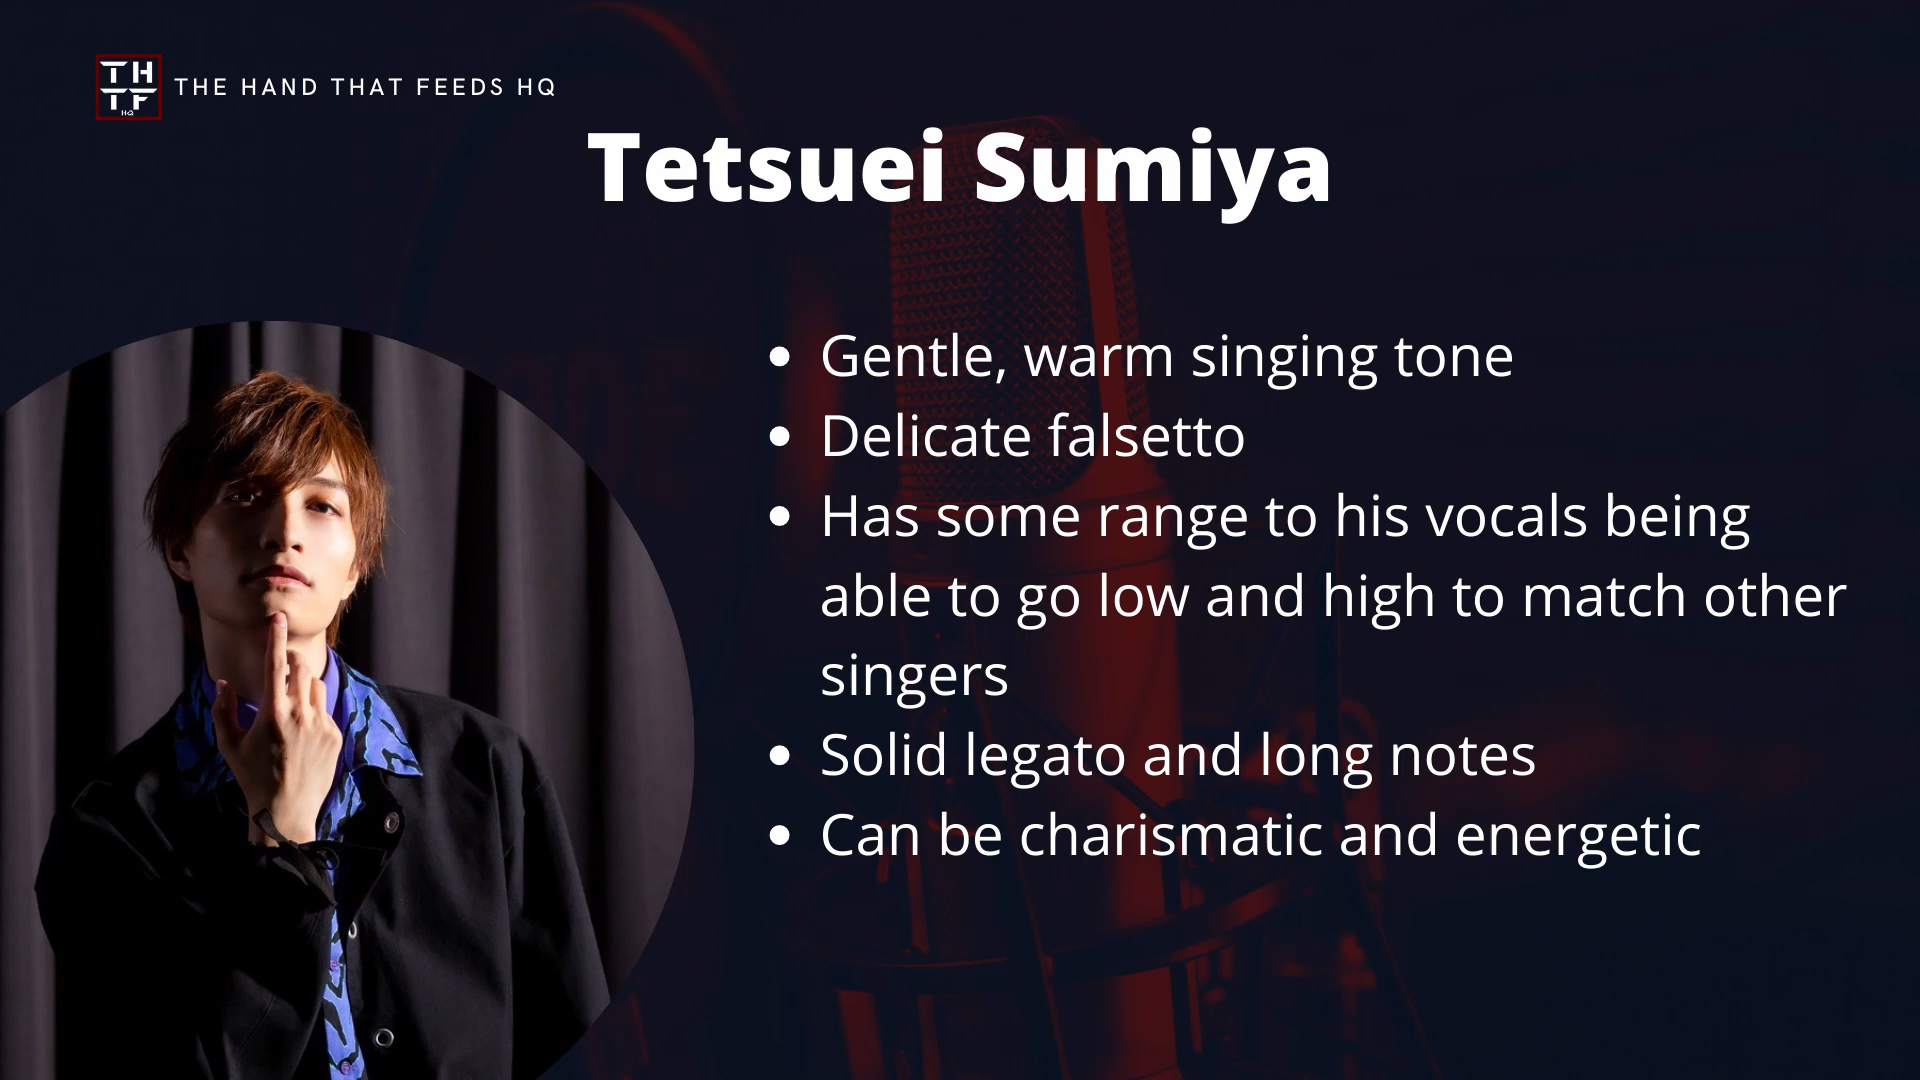 TH
TF
HQ
THE HAND THAT FEEDS HQ
Tetsuei Sumiya
Gentle, warm singing tone
Delicate falsetto
Has some range to his vocals being
able to go low and high to match other
singers
Solid legato and long notes
Can be charismatic and energetic